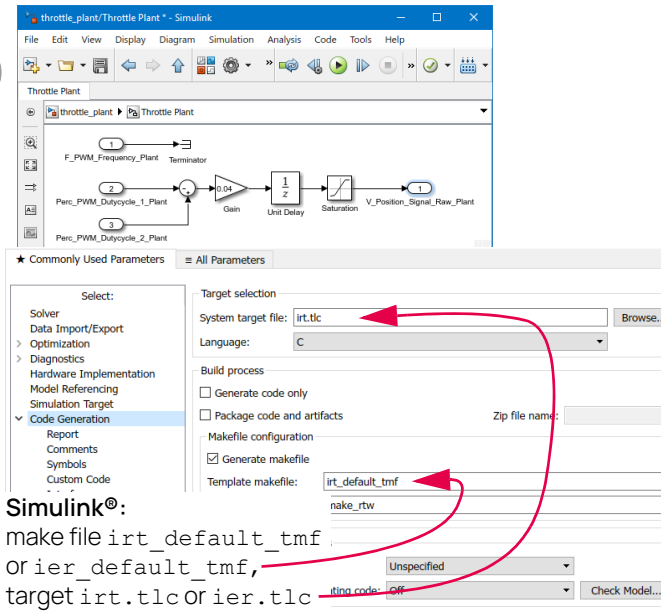 throttle_plant/Throttle Plant * - Simulink
File Edit View Display Diagram Simulation Analysis Code Tools Help
»
»
Throttle Plant
throttle_plant Throttle Plant
1
F_PWM_Frequency_Plant
Terminator
2
Perc_PWM_Dutycycle_1_Plant
0.04
Gain
1
z
Unit Delay
Saturation
1
V_Position_Signal_Raw_Plant
3
Perc_PWM_Dutycycle_2_Plant
★ Commonly Used Parameters ≡ All Parameters
Select:
Solver
Data Import/Export
Optimization
Diagnostics
Hardware Implementation
Model Referencing
Simulation Target
Code Generation
Report
Comments
Symbols
Custom Code
Target selection
System target file: irt.tlc Browse..
Language: C
Build process
Generate code only
Package code and artifacts Zip file name:
Makefile configuration
Generate makefile
Template makefile: irt_default_tmf
make_rtw
Unspecified
ting code: Off Check Model...
Simulink®:
make file irt_default_tmf
or ier_default_tmf,
target irt.tlc or ier.tlc